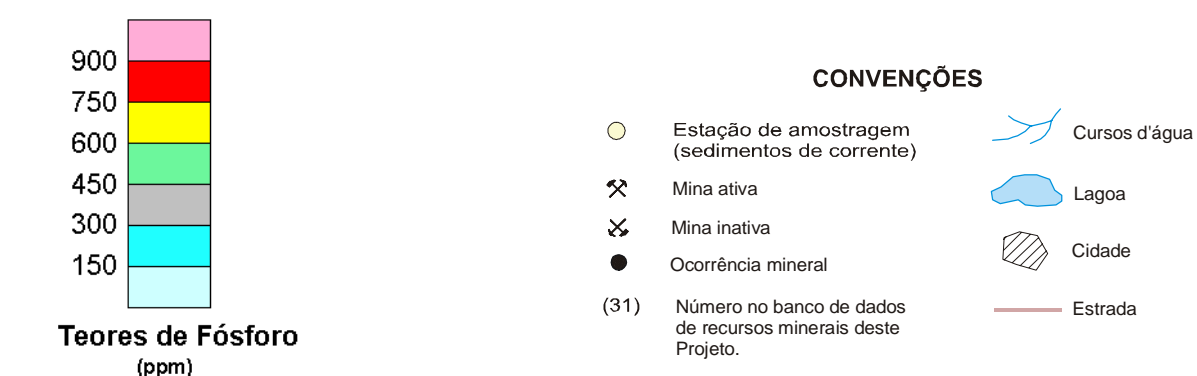 900
750
600
450
300
150
Teores de Fósforo
(ppm)
CONVENÇÕES
Estação de amostragem
(sedimentos de corrente)
Mina ativa
Mina inativa
Ocorrência mineral
(31) Número no banco de dados
de recursos minerais deste
Projeto.
Cursos d'água
Lagoa
Cidade
Estrada